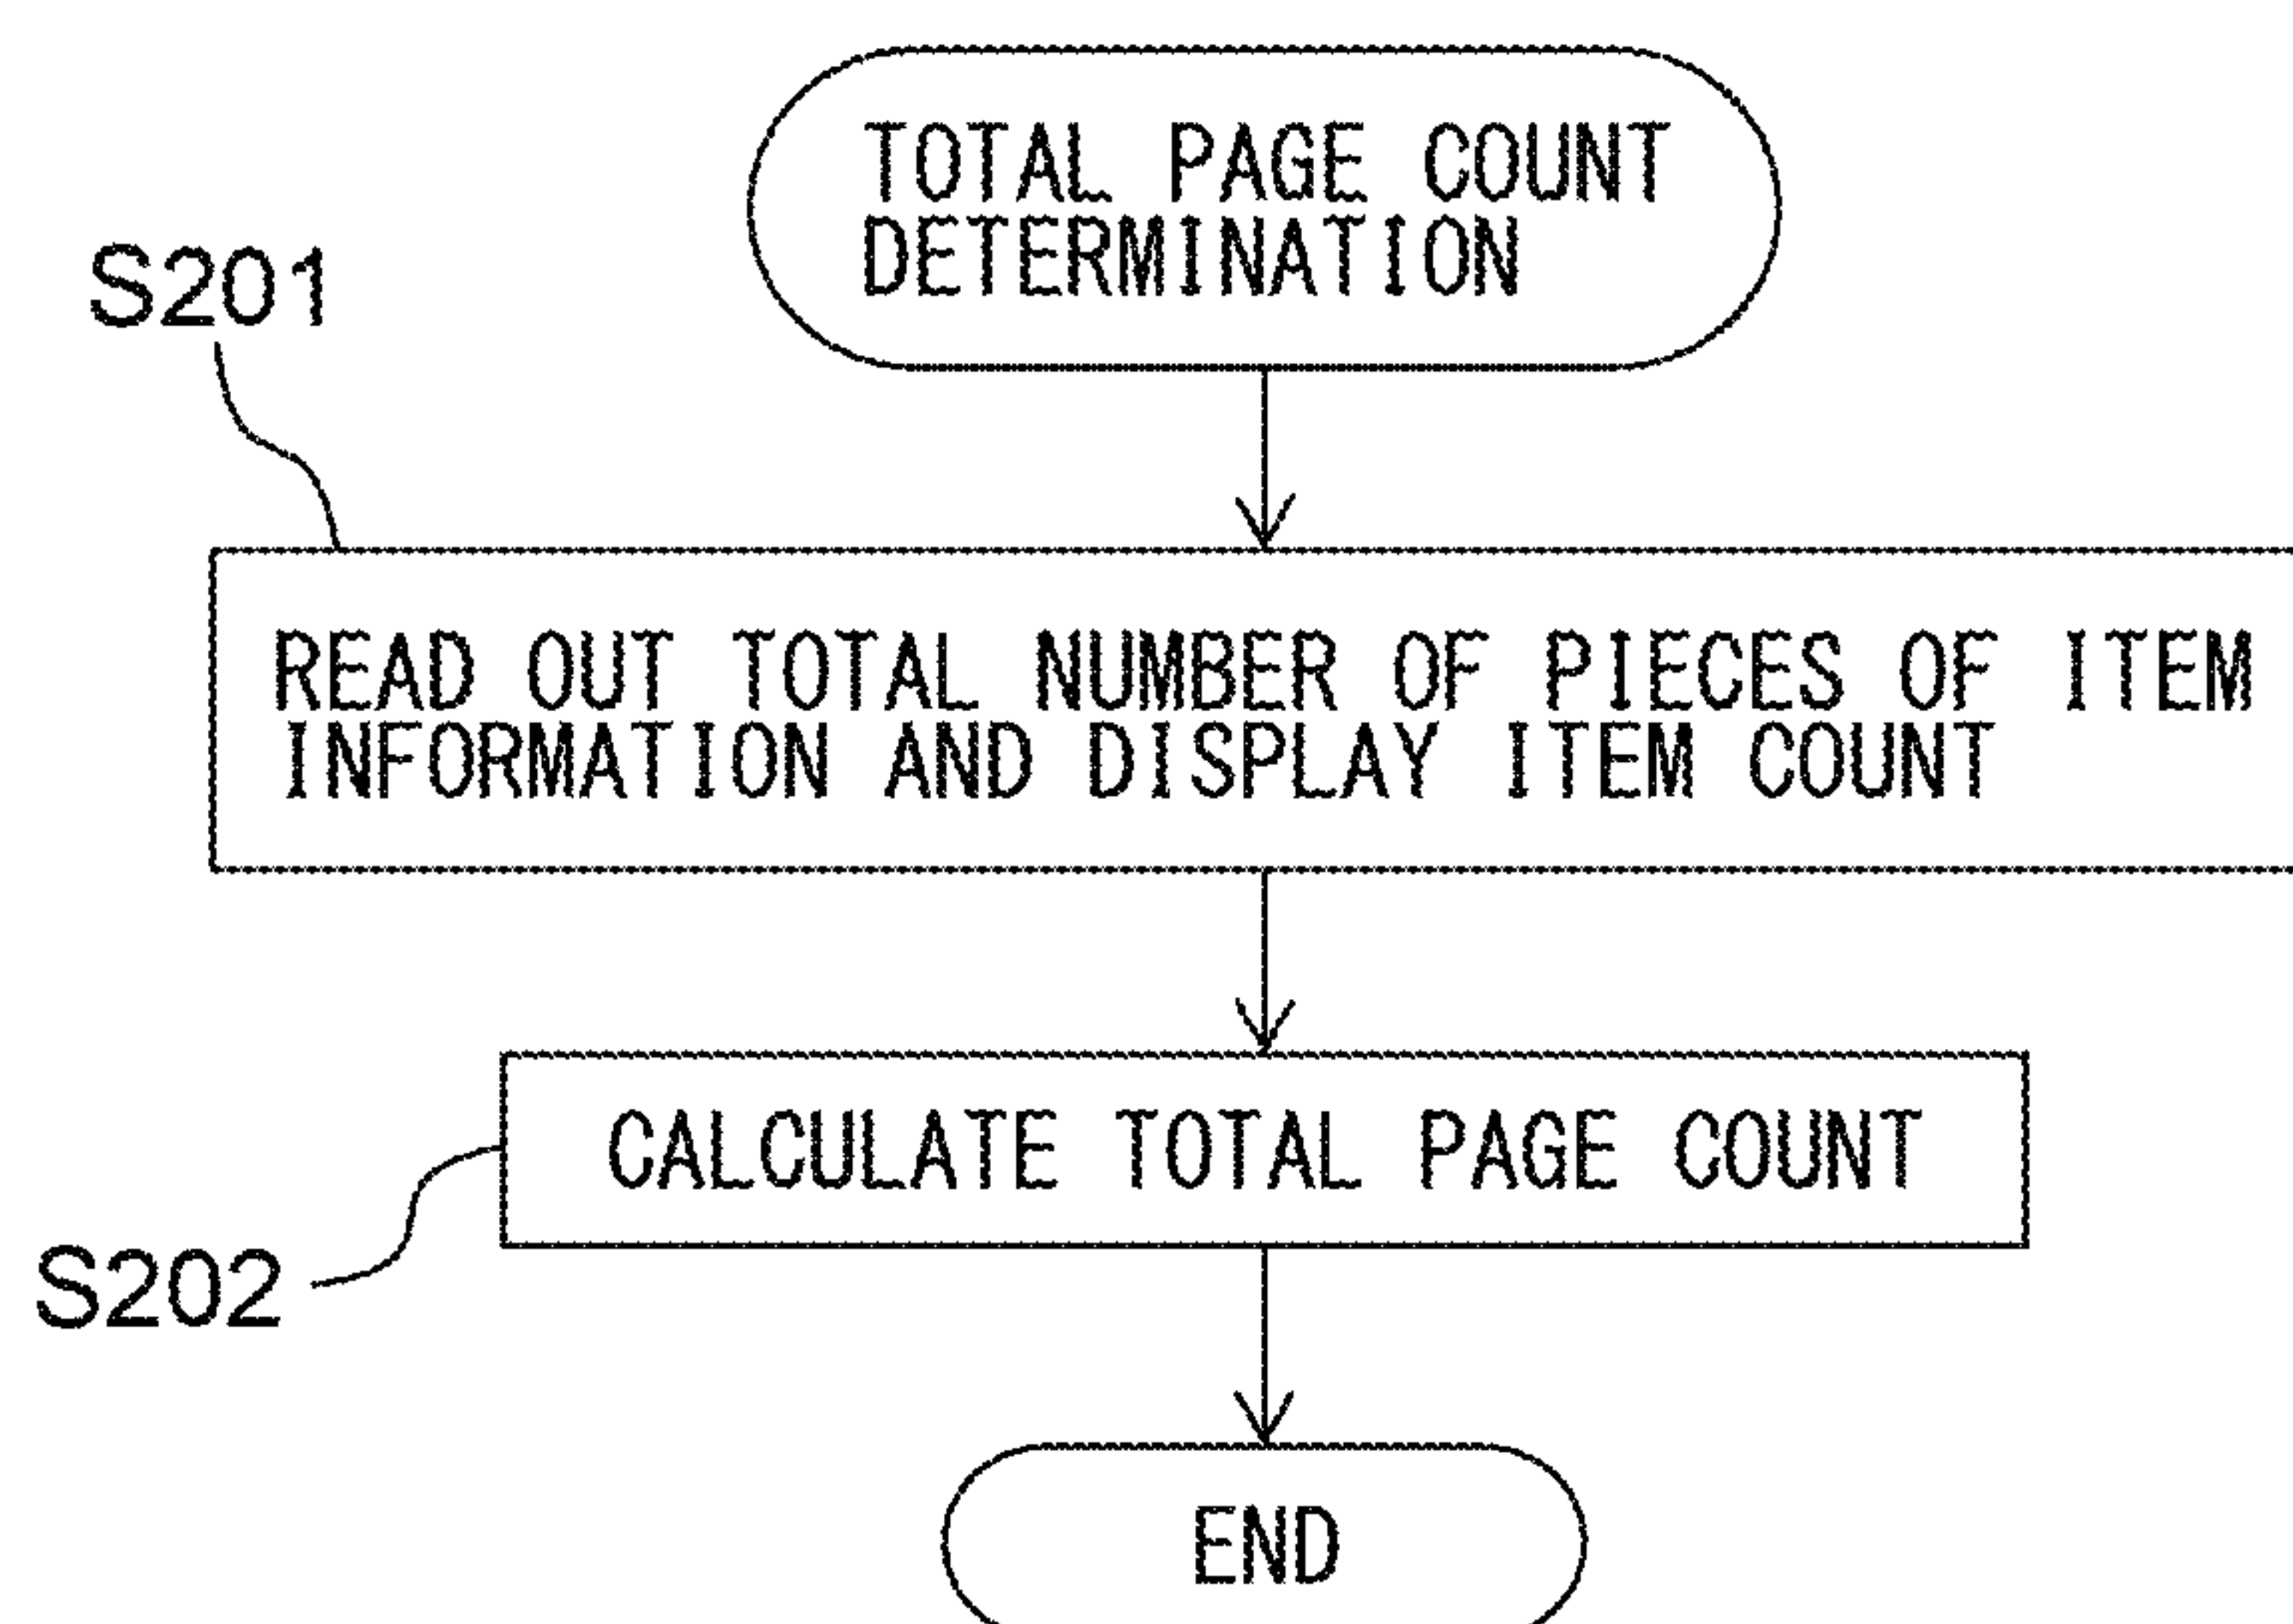 TOTAL PAGE COUNT
DETERMINATION
S201
READ OUT TOTAL NUMBER OF PIECES OF ITEM
INFORMATION AND DISPLAY ITEM COUNT
CALCULATE TOTAL PAGE COUNT
S202
END